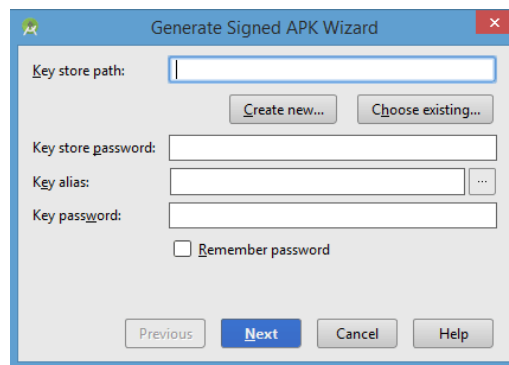 Generate Signed APK Wizard
Key store path:
Create new... Choose existing...
Key store password:
Key alias: ...
Key password:
Remember password
Previous Next Cancel Help